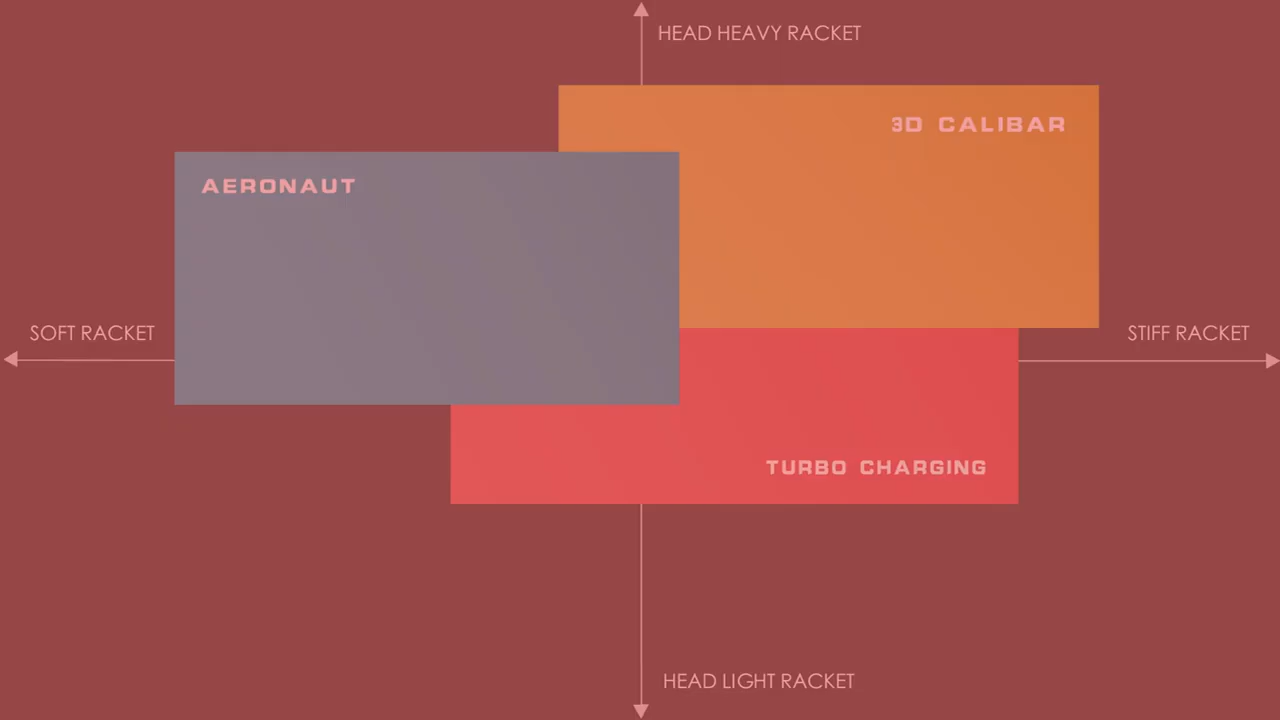 HEAD HEAVY RACKET
3D CALIBAR
AERONAUT
SOFT RACKET
STIFF RACKET
TURBO CHARGING
HEAD LIGHT RACKET